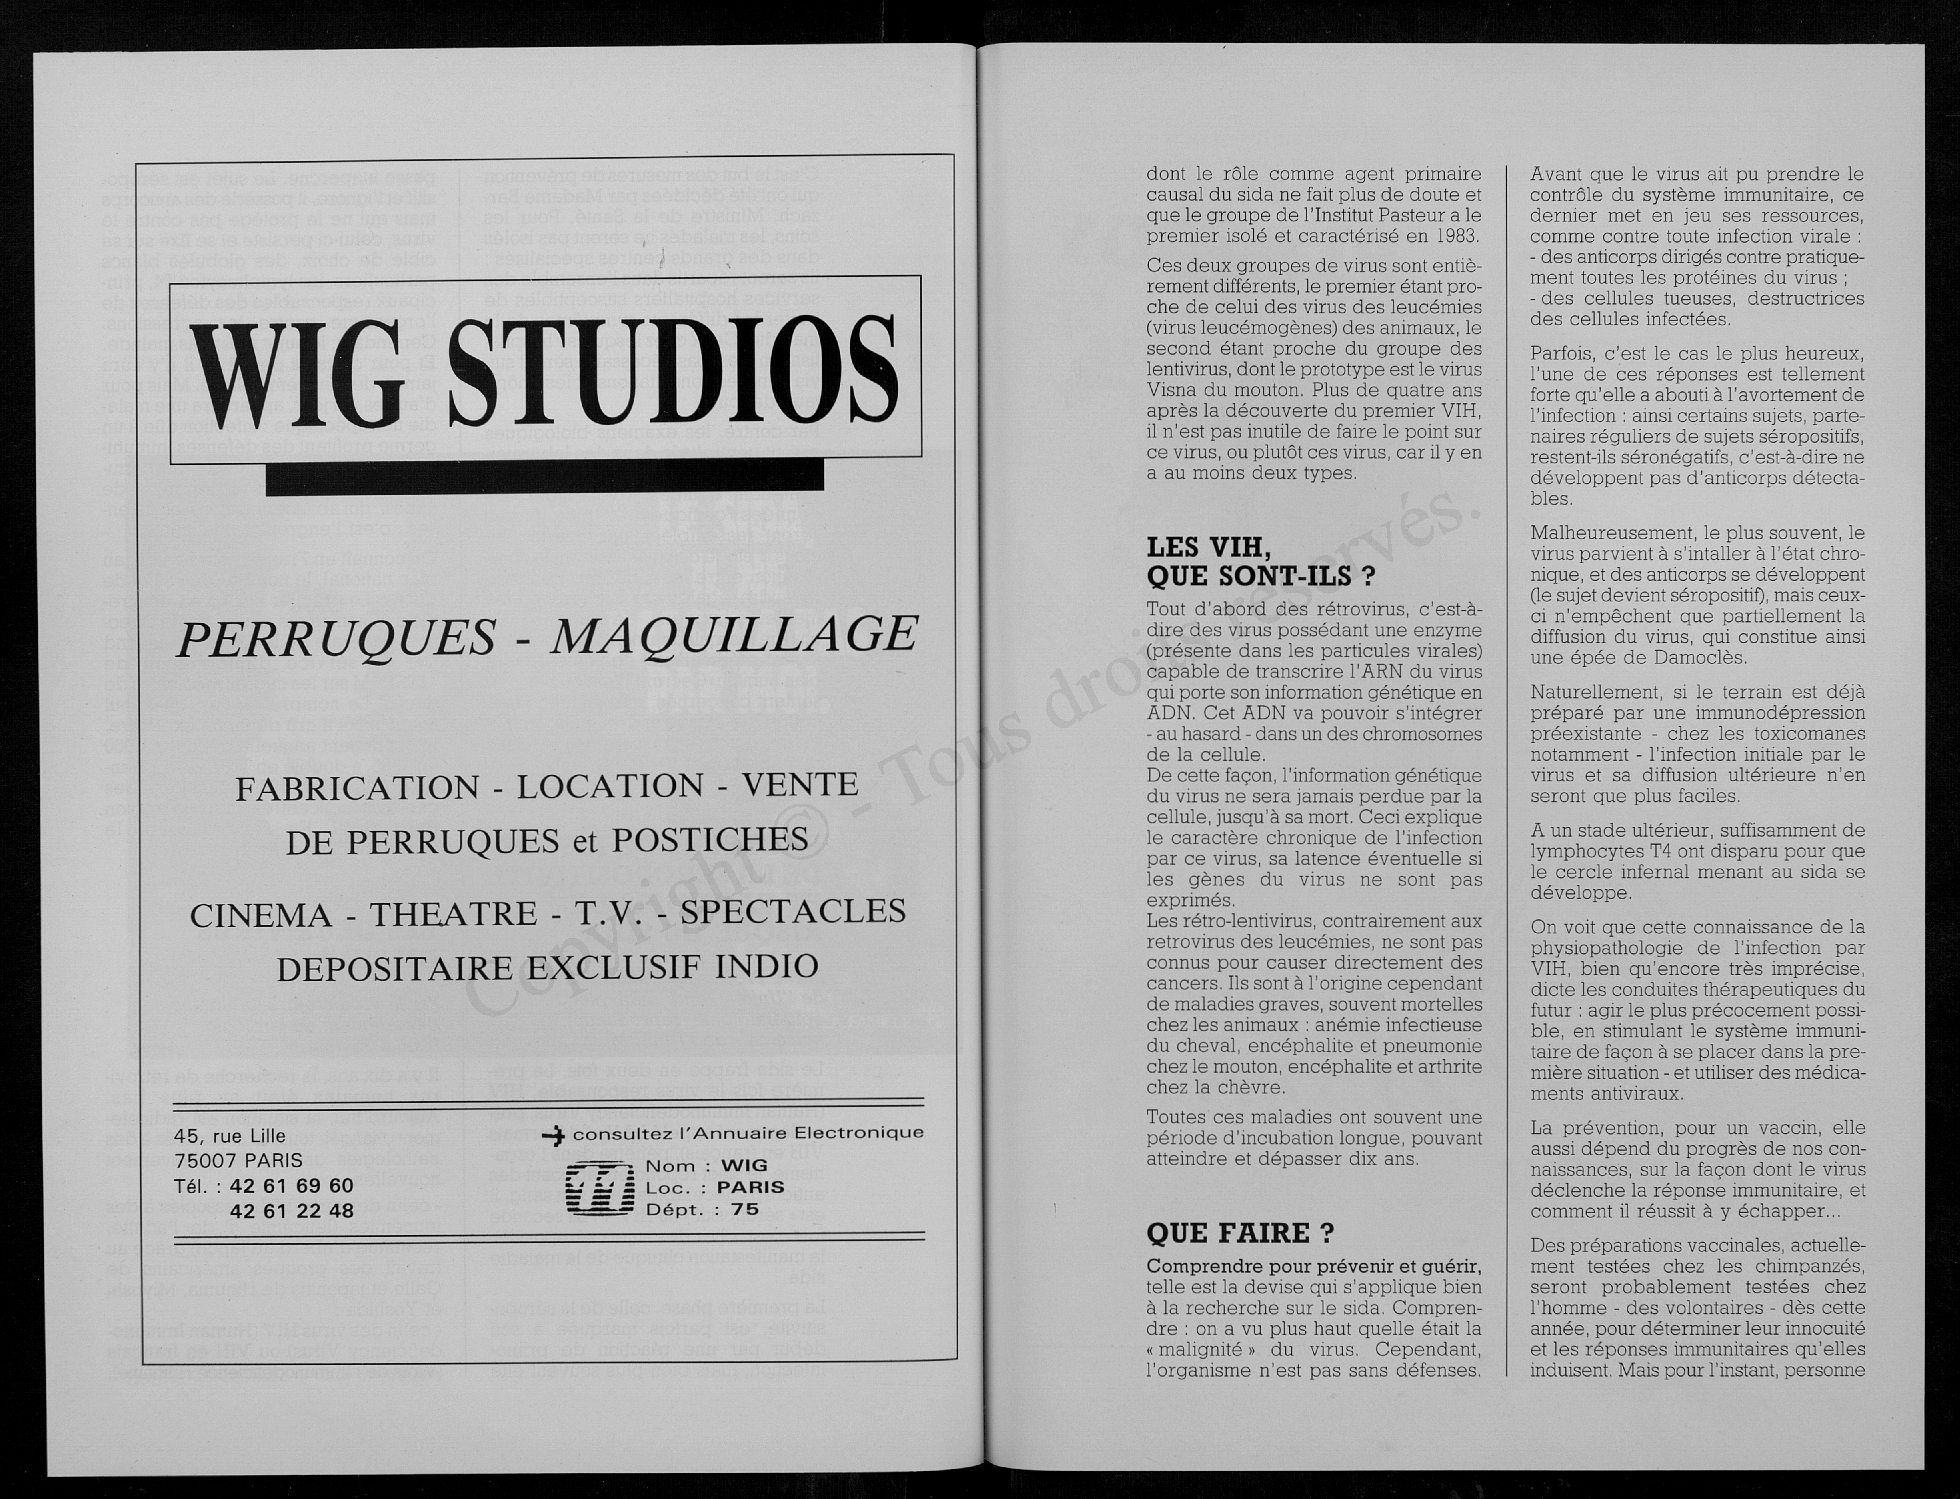 WIG STUDIOS
PERRUQUES - MAQUILLAGE
FABRICATION - LOCATION - VENTE
DE PERRUQUES et POSTICHES
CINEMA - THEATRE - T.V. - SPECTACLES
DEPOSITAIRE EXCLUSIF INDIO
45, rue Lille
75007 PARIS
Tél. : 42 61 69 60
42 61 22 48
consultez l'Annuaire Electronique
11
Nom : WIG
Loc. : PARIS
Dépt. : 75
dont le rôle comme agent primaire
causal du sida ne fait plus de doute et
que le groupe de l'Institut Pasteur a le
premier isolé et caractérisé en 1983.
Ces deux groupes de virus sont entiè-
rement différents, le premier étant pro-
che de celui des virus des leucémies
(virus leucémogènes) des animaux, le
second étant proche du groupe des
lentivirus, dont le prototype est le virus
Visna du mouton. Plus de quatre ans
après la découverte du premier VIH,
il n'est pas inutile de faire le point sur
ce virus, ou plutôt ces virus, car il y en
a au moins deux types.
LES VIH,
QUE SONT-ILS ?
Tout d'abord des rétrovirus, c'est-à-
dire des virus possédant une enzyme
(présente dans les particules virales)
capable de transcrire l'ARN du virus
qui porte son information génétique en
ADN. Cet ADN va pouvoir s'intégrer
- au hasard - dans un des chromosomes
de la cellule.
De cette façon, l'information génétique
du virus ne sera jamais perdue par la
cellule, jusqu'à sa mort. Ceci explique
le caractère chronique de l'infection
par ce virus, sa latence éventuelle si
les gènes du virus ne sont pas
exprimés.
Les rétro-lentivirus, contrairement aux
retrovirus des leucémies, ne sont pas
connus pour causer directement des
cancers. Ils sont à l'origine cependant
de maladies graves, souvent mortelles
chez les animaux : anémie infectieuse
du cheval, encéphalite et pneumonie
chez le mouton, encéphalite et arthrite
chez la chèvre.
Toutes ces maladies ont souvent une
période d'incubation longue, pouvant
atteindre et dépasser dix ans.
QUE FAIRE ?
Comprendre pour prévenir et guérir,
telle est la devise qui s'applique bien
à la recherche sur le sida. Compren-
dre : on a vu plus haut quelle était la
« malignité » du virus. Cependant,
l'organisme n'est pas sans défenses.
Avant que le virus ait pu prendre le
contrôle du système immunitaire, ce
dernier met en jeu ses ressources,
comme contre toute infection virale :
- des anticorps dirigés contre pratique-
ment toutes les protéines du virus ;
- des cellules tueuses, destructrices
des cellules infectées.
Parfois, c'est le cas le plus heureux,
l'une de ces réponses est tellement
forte qu'elle a abouti à l'avortement de
l'infection : ainsi certains sujets, parte-
naires réguliers de sujets séropositifs,
restent-ils séronégatifs, c'est-à-dire ne
développent pas d'anticorps détecta-
bles.
Malheureusement, le plus souvent, le
virus parvient à s'intaller à l'état chro-
nique, et des anticorps se développent
(le sujet devient séropositif), mais ceux-
ci n'empêchent que partiellement la
diffusion du virus, qui constitue ainsi
une épée de Damoclès.
Naturellement, si le terrain est déjà
préparé par une immunodépression
préexistante - chez les toxicomanes
notamment - l'infection initiale par le
virus et sa diffusion ultérieure n'en
seront que plus faciles.
A un stade ultérieur, suffisamment de
lymphocytes T4 ont disparu pour que
le cercle infernal menant au sida se
développe.
On voit que cette connaissance de la
physiopathologie de l'infection par
VIH, bien qu'encore très imprécise,
dicte les conduites thérapeutiques du
futur : agir le plus précocement possi-
ble, en stimulant le système immuni-
taire de façon à se placer dans la pre-
mière situation - et utiliser des médica-
ments antiviraux.
La prévention, pour un vaccin, elle
aussi dépend du progrès de nos con-
naissances, sur la façon dont le virus
déclenche la réponse immunitaire, et
comment il réussit à y échapper...
Des préparations vaccinales, actuelle-
ment testées chez les chimpanzés,
seront probablement testées chez
l'homme - des volontaires - dès cette
année, pour déterminer leur innocuité
et les réponses immunitaires qu'elles
induisent. Mais pour l'instant, personne
Copyright © - Tous droits réservés.